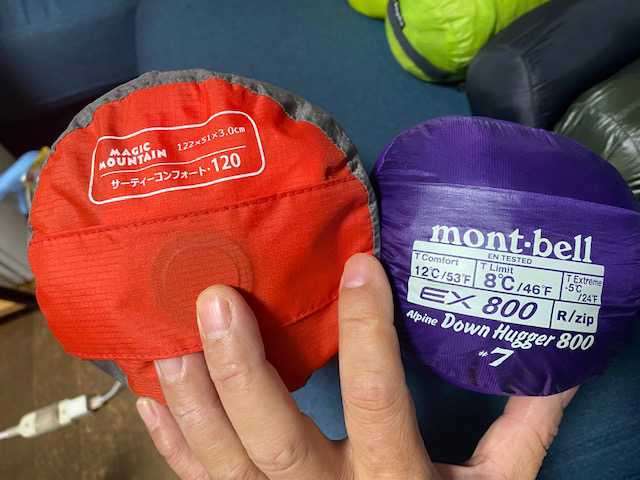 MAGIC MOUNTAIN 122×51×3.0cm
サーティーコンフォート・120
mont·bell
EN TESTED
T Comfort T Limit T Extreme
12℃/53°F 8℃/46°F -5℃/24°F
EX 800 R/zip
Alpine Down Hugger 800
#7